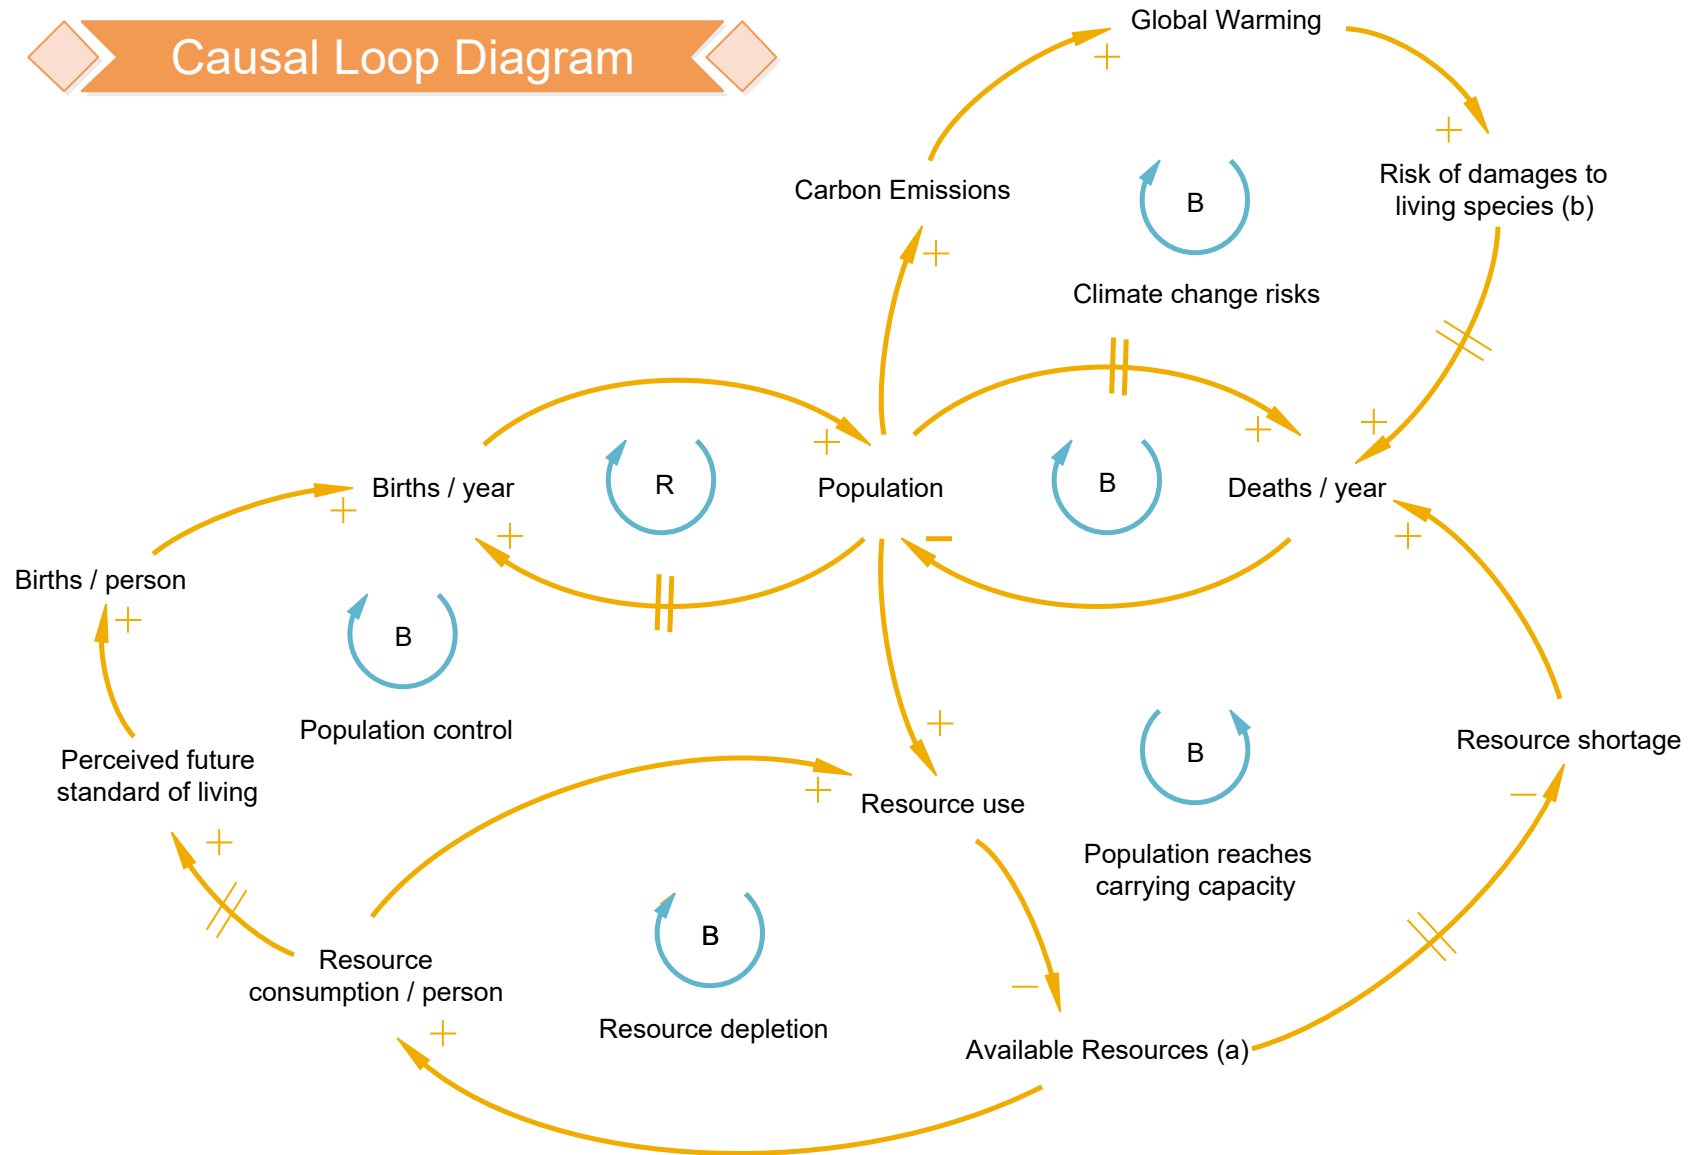 Causal Loop Diagram
Global Warming
+
+
Carbon Emissions
Risk of damages to
living species (b)
B
+
Climate change risks
+
+
+
Births / year
R
Population
B
Deaths / year
+
+
−
+
Births / person
+
B
Population control
Perceived future
standard of living
+
+
+
Resource use
B
Resource shortage
−
Population reaches
carrying capacity
B
Resource
consumption / person
+
Resource depletion
−
Available Resources (a)